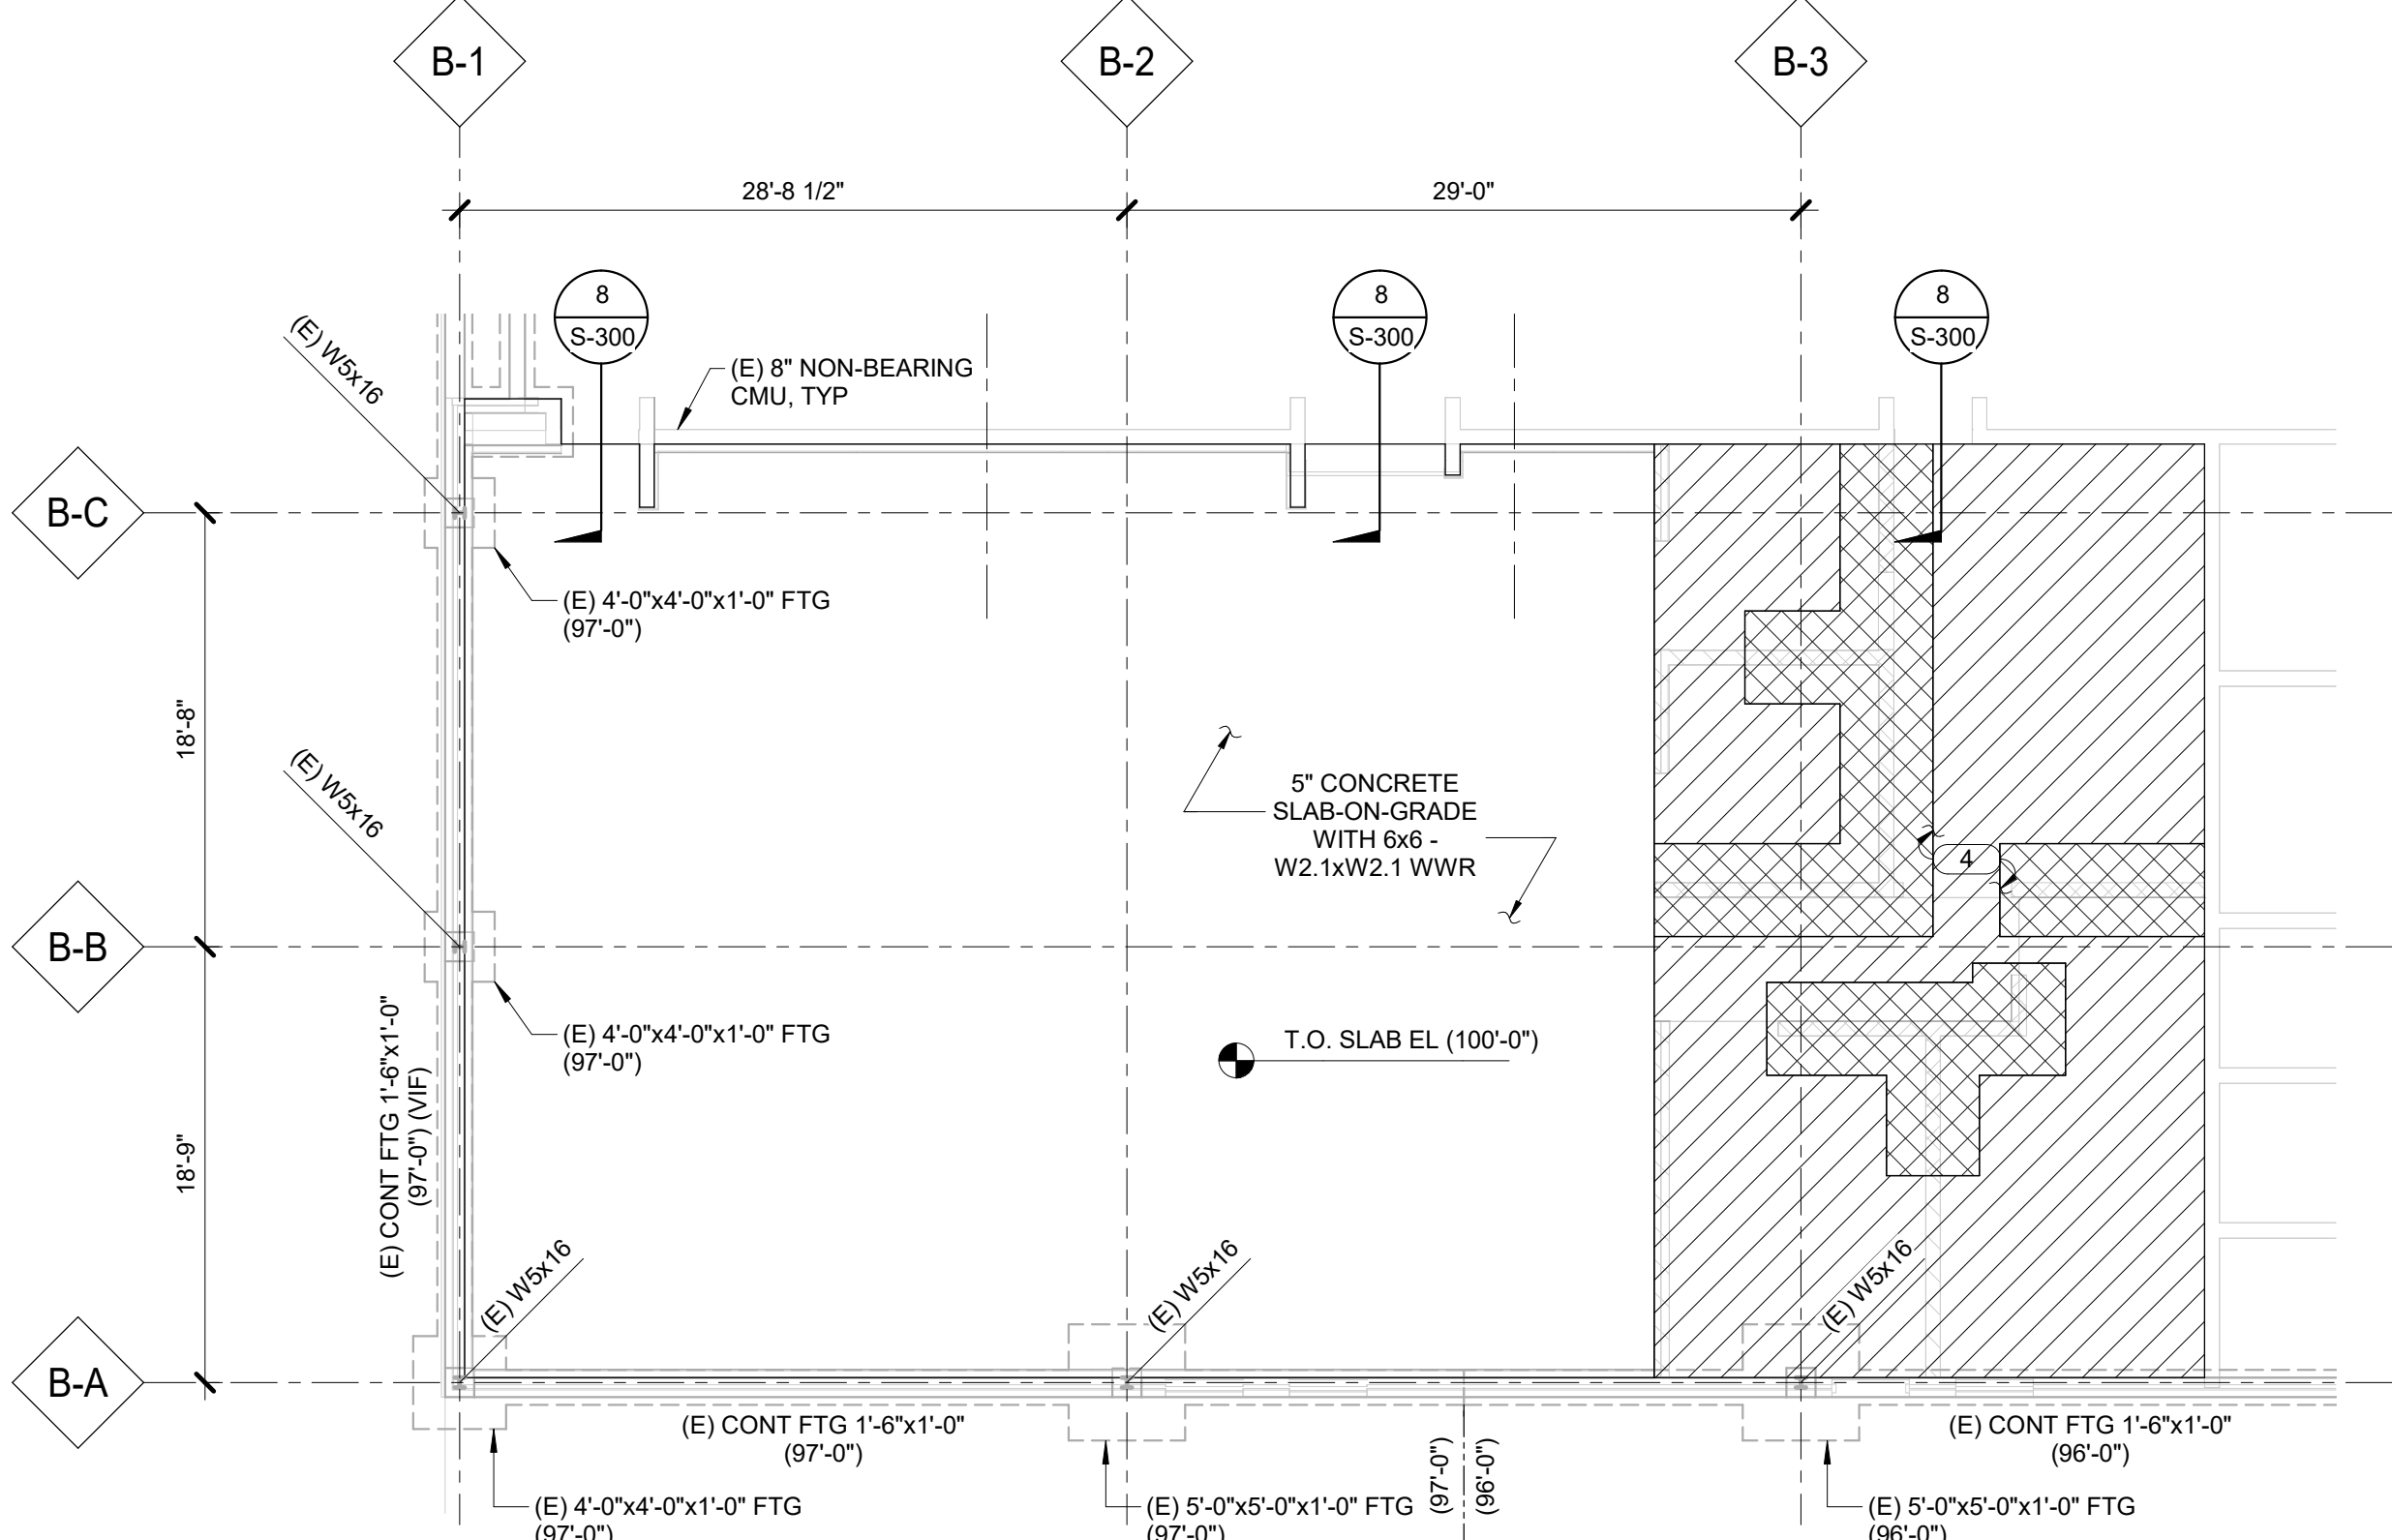 B-1
B-2
B-3
28'-8 1/2"
29'-0"
8
S-300
8
S-300
8
S-300
(E) W5x16
(E) 8" NON-BEARING
CMU, TYP
B-C
(E) 4'-0"x4'-0"x1'-0" FTG
(97'-0")
18'-8"
(E) W5x16
5" CONCRETE
SLAB-ON-GRADE
WITH 6x6 -
W2.1xW2.1 WWR
4
B-B
(E) 4'-0"x4'-0"x1'-0" FTG
(97'-0")
T.O. SLAB EL (100'-0")
(E) CONT FTG 1'-6"x1'-0"
(97'-0") (VIF)
18'-9"
(E) W5x16
(E) W5x16
(E) W5x16
B-A
(E) CONT FTG 1'-6"x1'-0"
(97'-0")
(97'-0")
(96'-0")
(E) CONT FTG 1'-6"x1'-0"
(96'-0")
(E) 4'-0"x4'-0"x1'-0" FTG
(97'-0")
(E) 5'-0"x5'-0"x1'-0" FTG
(97'-0")
(E) 5'-0"x5'-0"x1'-0" FTG
(96'-0")